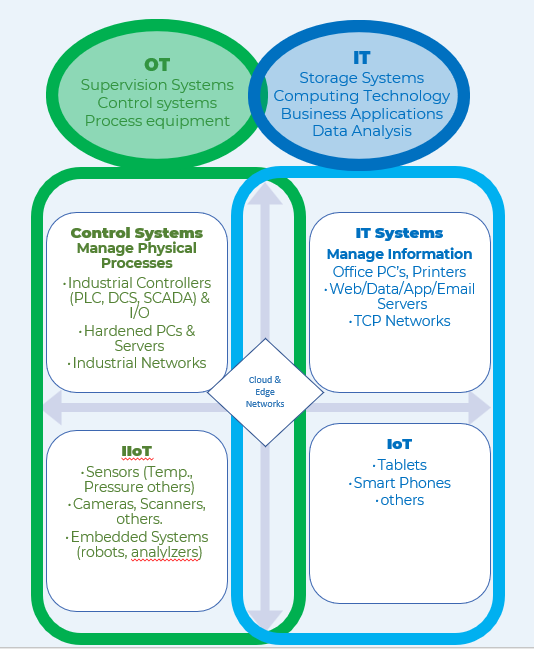 OT
Supervision Systems
Control systems
Process equipment
IT
Storage Systems
Computing Technology
Business Applications
Data Analysis
Control Systems
Manage Physical
Processes
•Industrial Controllers
(PLC, DCS, SCADA) &
I/O
•Hardened PCs &
Servers
•Industrial Networks
IT Systems
Manage Information
Office PC's, Printers
•Web/Data/App/Email
Servers
•TCP Networks
Cloud &
Edge
Networks
IIoT
•Sensors (Temp.,
Pressure others)
•Cameras, Scanners,
others.
•Embedded Systems
(robots, analylzers)
IoT
•Tablets
•Smart Phones
•others